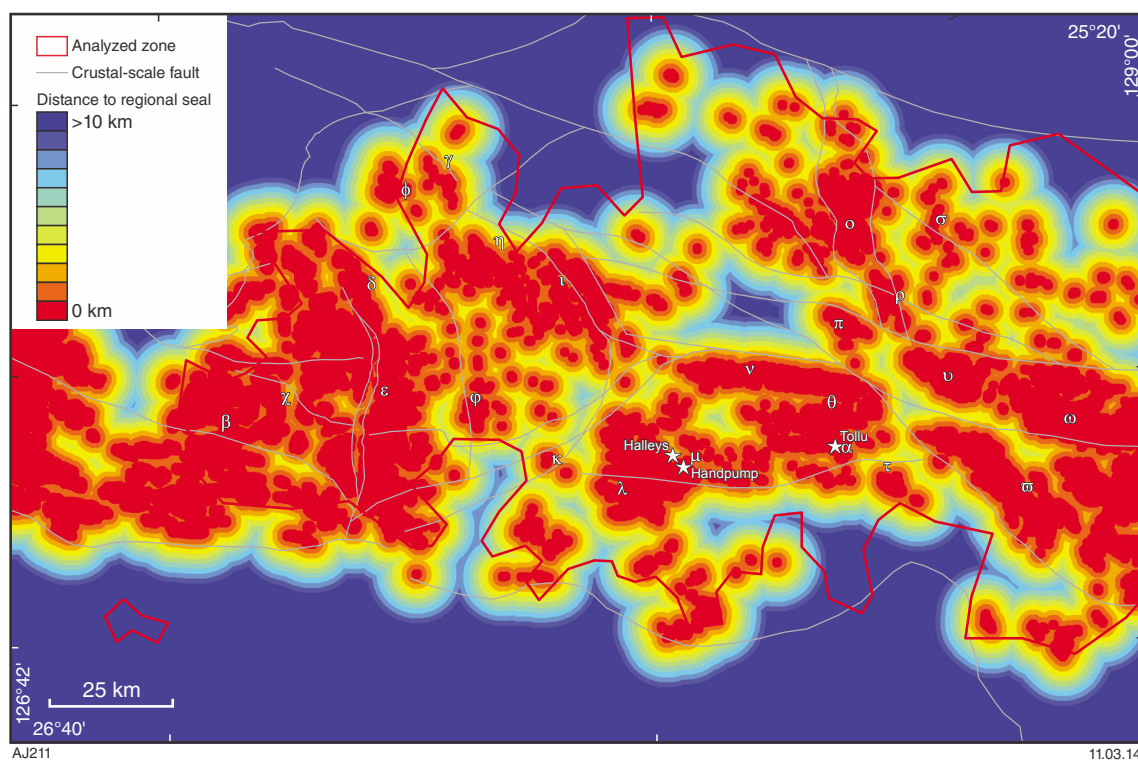 Analyzed zone
Crustal-scale fault
Distance to regional seal
>10 km
0 km
25°20'
129°00'
γ
ϕ
η
δ
ι
ο
σ
ρ
π
ν
υ
θ
ω
β
χ
ε
φ
Tollu
α
Halleys
μ
Handpump
κ
λ
τ
ϖ
126°42'
25 km
26°40'
AJ211
11.03.14